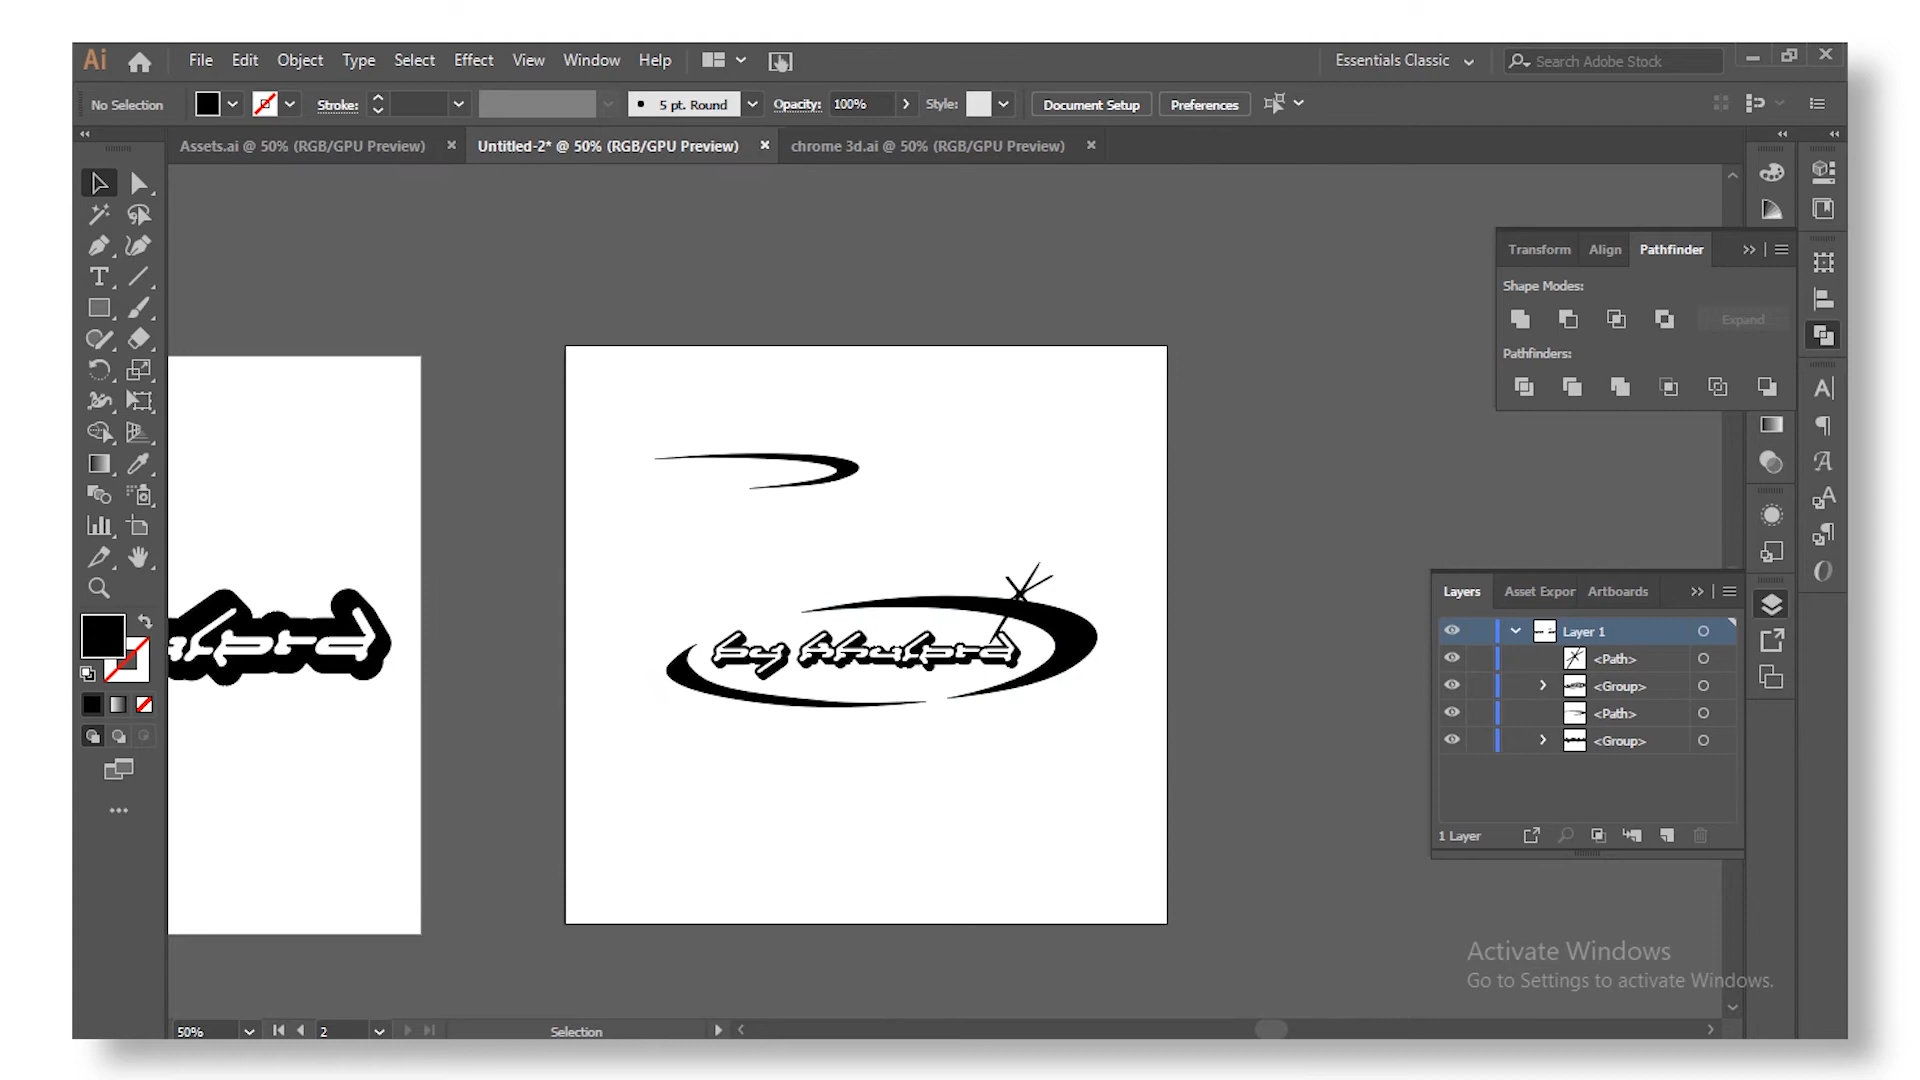 Ai File Edit Object Type Select Effect View Window Help Essentials Classic Search Adobe Stock
No Selection Stroke: 5 pt. Round Opacity: 100% Style: Document Setup Preferences
Assets.ai @ 50% (RGB/GPU Preview) Untitled-2* @ 50% (RGB/GPU Preview) chrome 3d.ai @ 50% (RGB/GPU Preview)
Transform Align Pathfinder
Shape Modes:
Expand
Pathfinders:
Layers Asset Expor Artboards
Layer 1
<Path>
<Group>
<Path>
<Group>
1 Layer
by
Activate Windows
Go to Settings to activate Windows.
50% 2 Selection